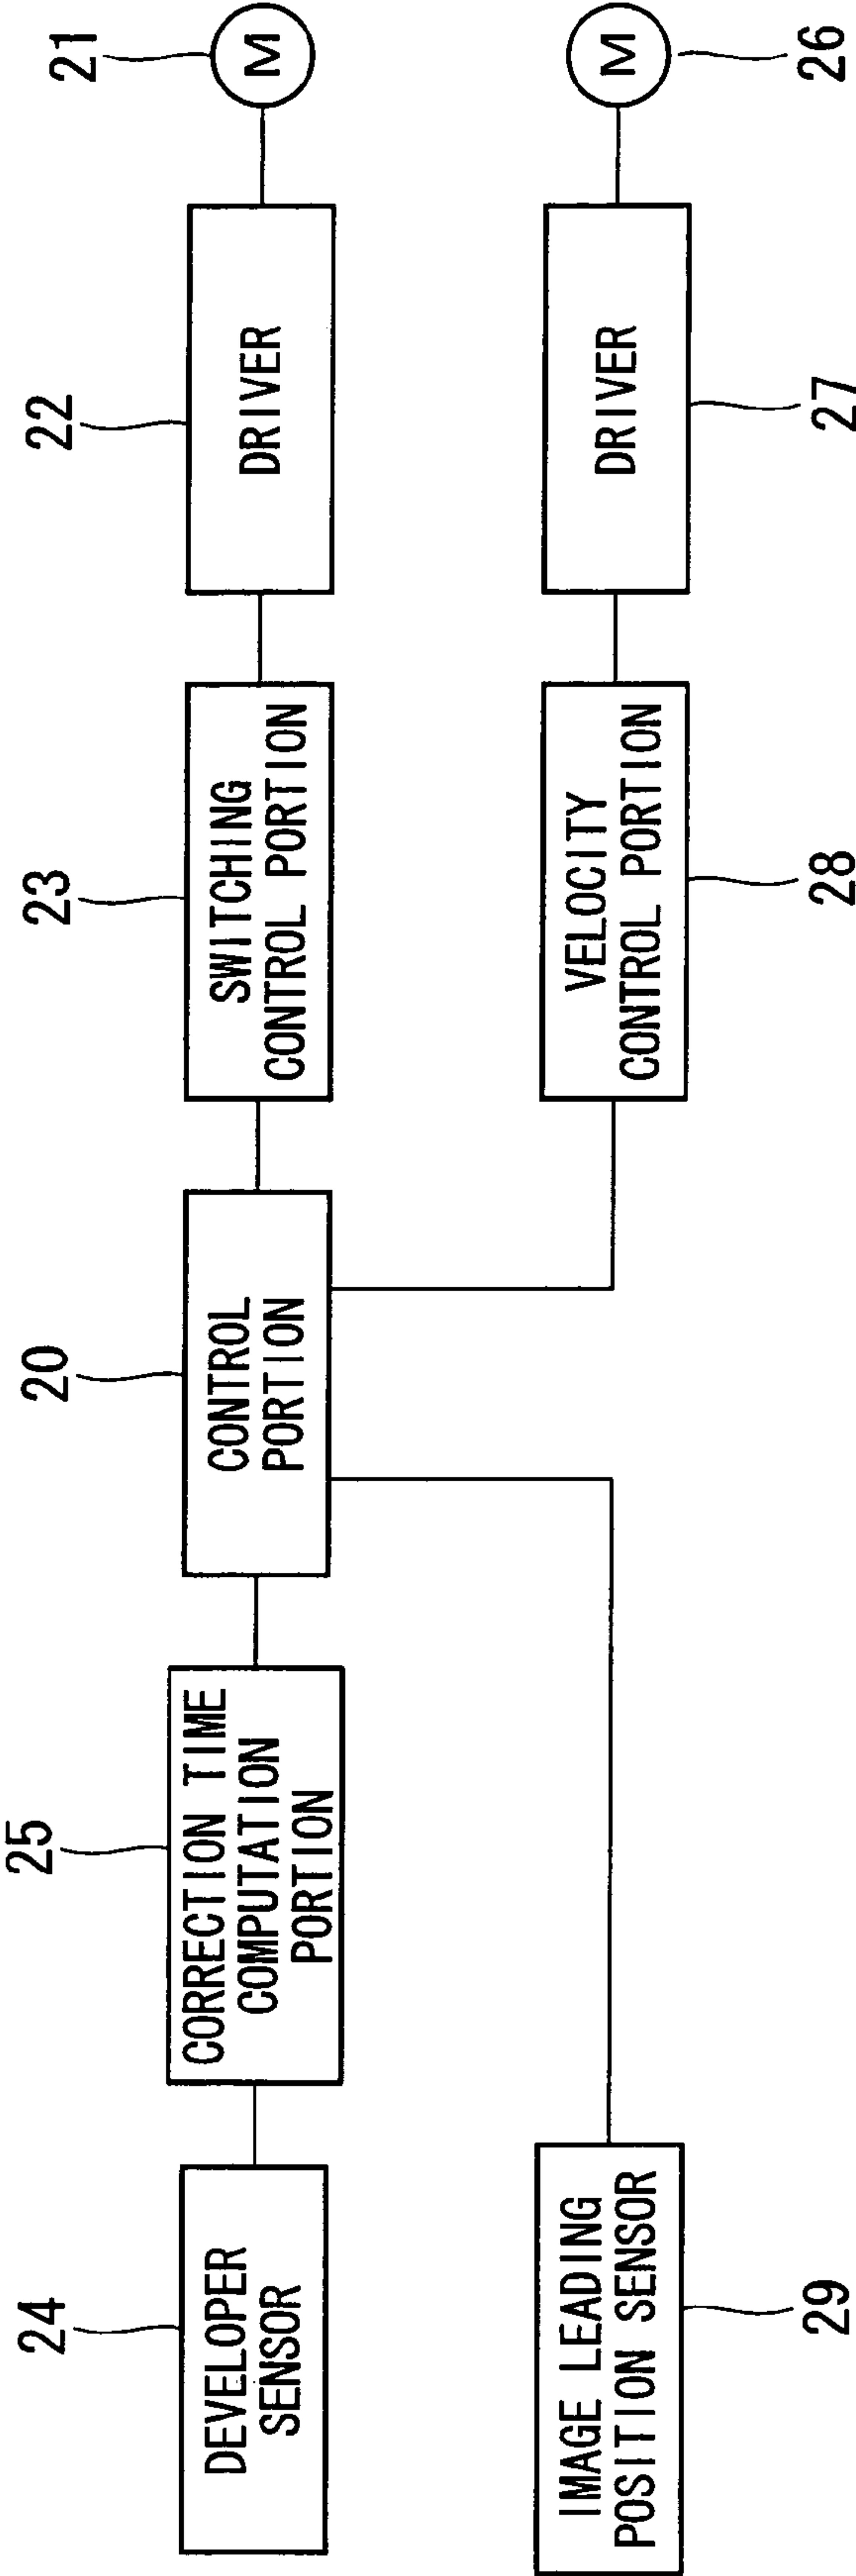 24
DEVELOPER
SENSOR
25
CORRECTION TIME
COMPUTATION
PORTION
20
CONTROL
PORTION
23
SWITCHING
CONTROL PORTION
22
DRIVER
21
M
IMAGE LEADING
POSITION SENSOR
29
VELOCITY
CONTROL PORTION
28
DRIVER
27
M
26